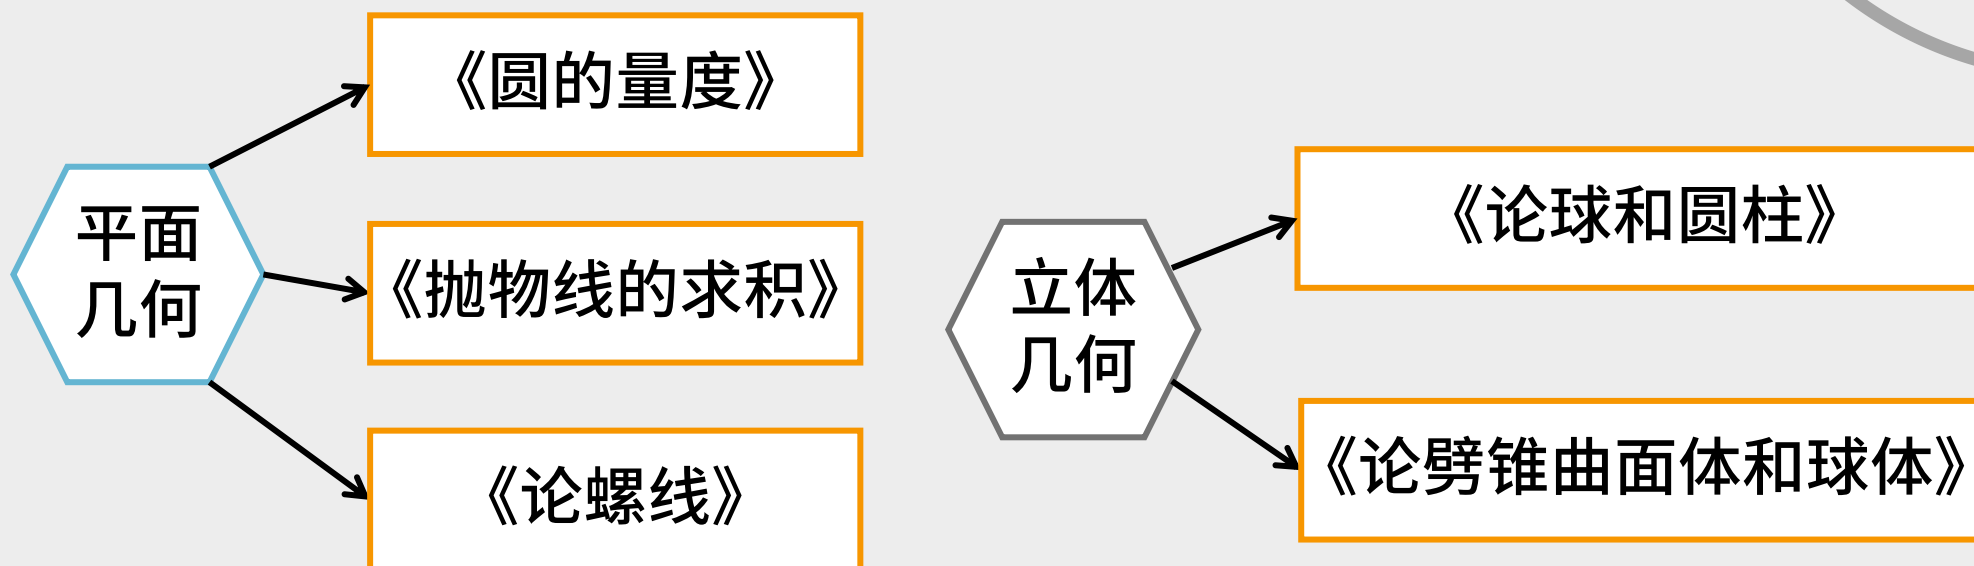 平面
几何
《圆的量度》
《抛物线的求积》
《论螺线》
立体
几何
《论球和圆柱》
《论劈锥曲面体和球体》